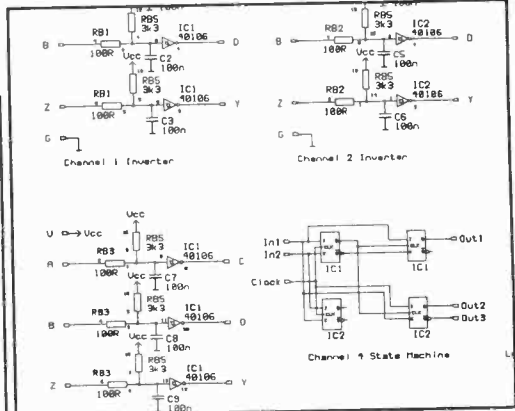 RB5 IC1
RB1 3k3 40106
B D
100R Vcc C2
100n
RB5 IC1
RB1 3k3 40106
Z Y
100R C3
100n
G
Channel 1 Inverter
RB5 IC2
RB2 3k3 40106
B D
100R Vcc C5
100n
RB5 IC2
RB2 3k3 40106
Z Y
100R C6
100n
G
Channel 2 Inverter
Vcc
V Vcc
RB5 IC1
RB3 3k3 40106
A C
100R Vcc C7
100n
RB5 IC1
RB3 3k3 40106
B D
100R Vcc C8
100n
RB5 IC1
RB3 3k3 40106
Z Y
100R C9
100n
In1 Out1
In2 IC1 IC1
Clock
Out2
Out3
IC2 IC2
Channel 4 State Machine